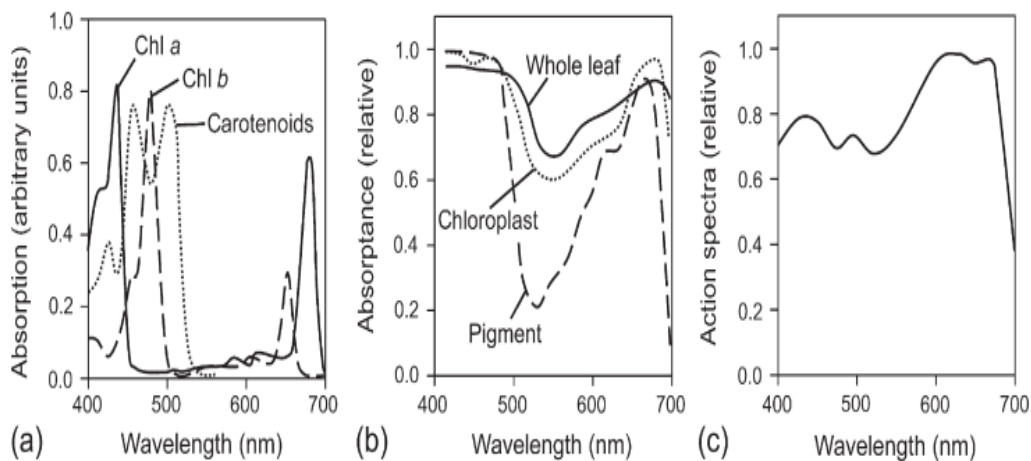 Absorption (arbitrary units)
1.0
0.8
0.6
0.4
0.2
0.0
Chl a
Chl b
Carotenoids
400 500 600 700
Wavelength (nm)
(a)
Absorptance (relative)
1.0
0.8
0.6
0.4
0.2
0.0
Whole leaf
Chloroplast
Pigment
400 500 600 700
Wavelength (nm)
(b)
Action spectra (relative)
1.0
0.8
0.6
0.4
0.2
0.0
400 500 600 700
Wavelength (nm)
(c)